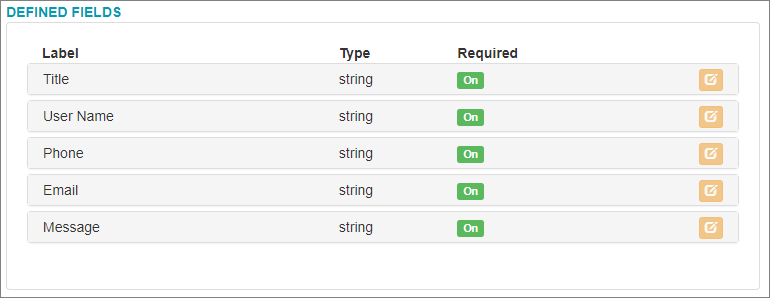 DEFINED FIELDS
Label Type Required
Title string On
User Name string On
Phone string On
Email string On
Message string On